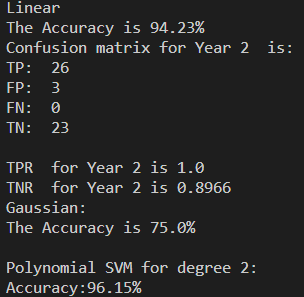 Linear
The Accuracy is 94.23%
Confusion matrix for Year 2  is:
TP:  26
FP:  3
FN:  0
TN:  23

TPR  for Year 2 is 1.0
TNR  for Year 2 is 0.8966
Gaussian:
The Accuracy is 75.0%

Polynomial SVM for degree 2:
Accuracy:96.15%